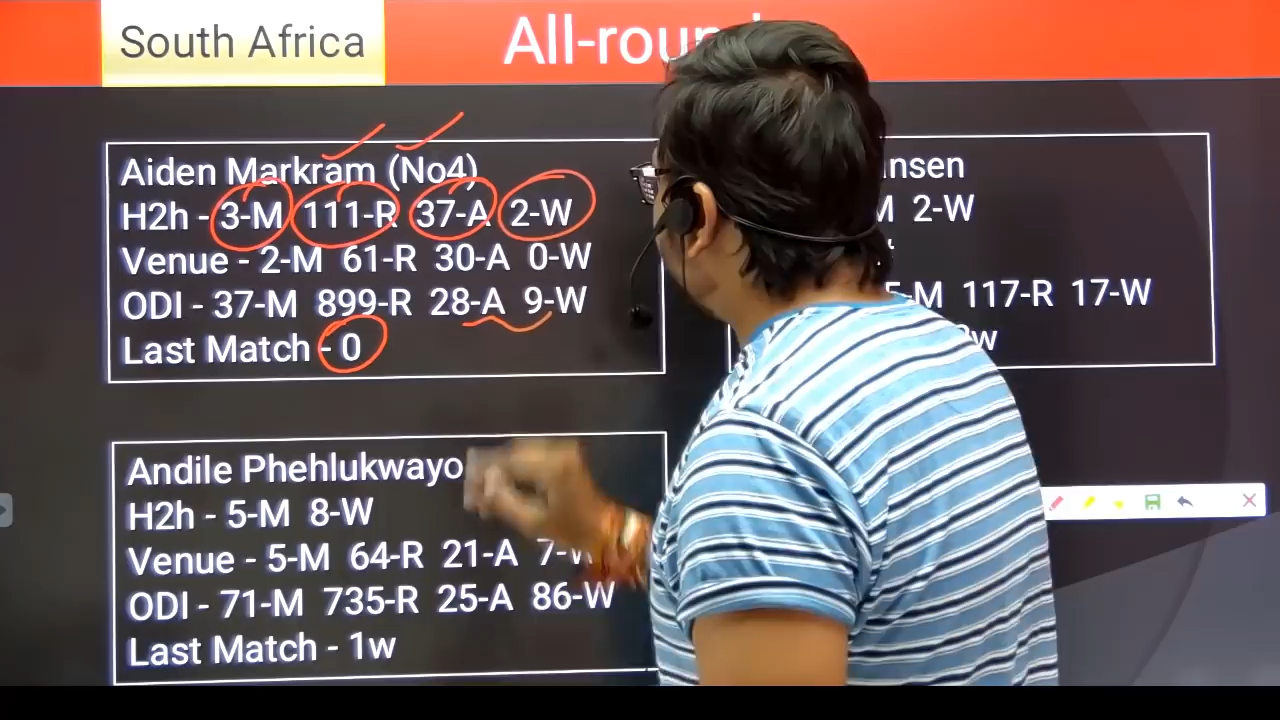 South Africa
All-roun
Aiden Markram (No4)
H2h - 3-M 111-R 37-A 2-W
Venue - 2-M 61-R 30-A 0-W
ODI - 37-M 899-R 28-A 9-W
Last Match - 0
nsen
M 2-W
-M 117-R 17-W
w
Andile Phehlukwayo
H2h - 5-M 8-W
Venue - 5-M 64-R 21-A 7-W
ODI - 71-M 735-R 25-A 86-W
Last Match - 1w